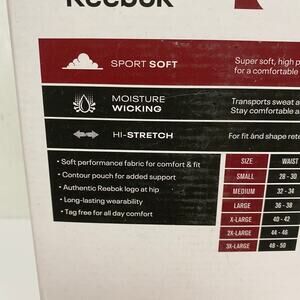 Reebok
SPORT SOFT
Super soft, high p
for a comfortable
MOISTURE
WICKING
Transports sweat a
Stay comfortable a
HI-STRETCH
For fit and shape rete
• Soft performance fabric for comfort & fit
• Contour pouch for added support
• Authentic Reebok logo at hip
• Long-lasting wearability
• Tag free for all day comfort
SIZE WAIST
SMALL 28 - 30
MEDIUM 32 - 34
LARGE 36 - 38
X-LARGE 40 - 42
2X-LARGE 44 - 46
3X-LARGE 48 - 50